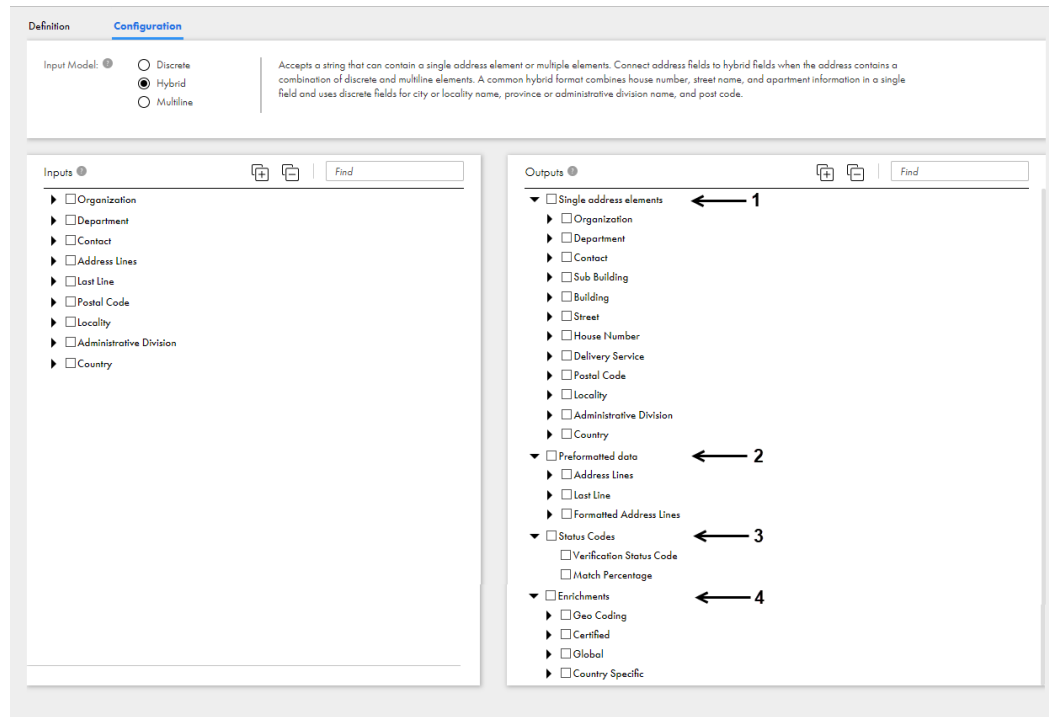 Definition
Configuration
Input Model:
Discrete
Hybrid
Multiline
Accepts a string that can contain a single address element or multiple elements. Connect address fields to hybrid fields when the address contains a
combination of discrete and multiline elements. A common hybrid format combines house number, street name, and apartment information in a single
field and uses discrete fields for city or locality name, province or administrative division name, and post code.
Inputs
Find
Organization
Department
Contact
Address Lines
Last Line
Postal Code
Locality
Administrative Division
Country
Outputs
Find
Single address elements 1
Organization
Department
Contact
Sub Building
Building
Street
House Number
Delivery Service
Postal Code
Locality
Administrative Division
Country
Preformatted data 2
Address Lines
Last Line
Formatted Address Lines
Status Codes 3
Verification Status Code
Match Percentage
Enrichments 4
Geo Coding
Certified
Global
Country Specific